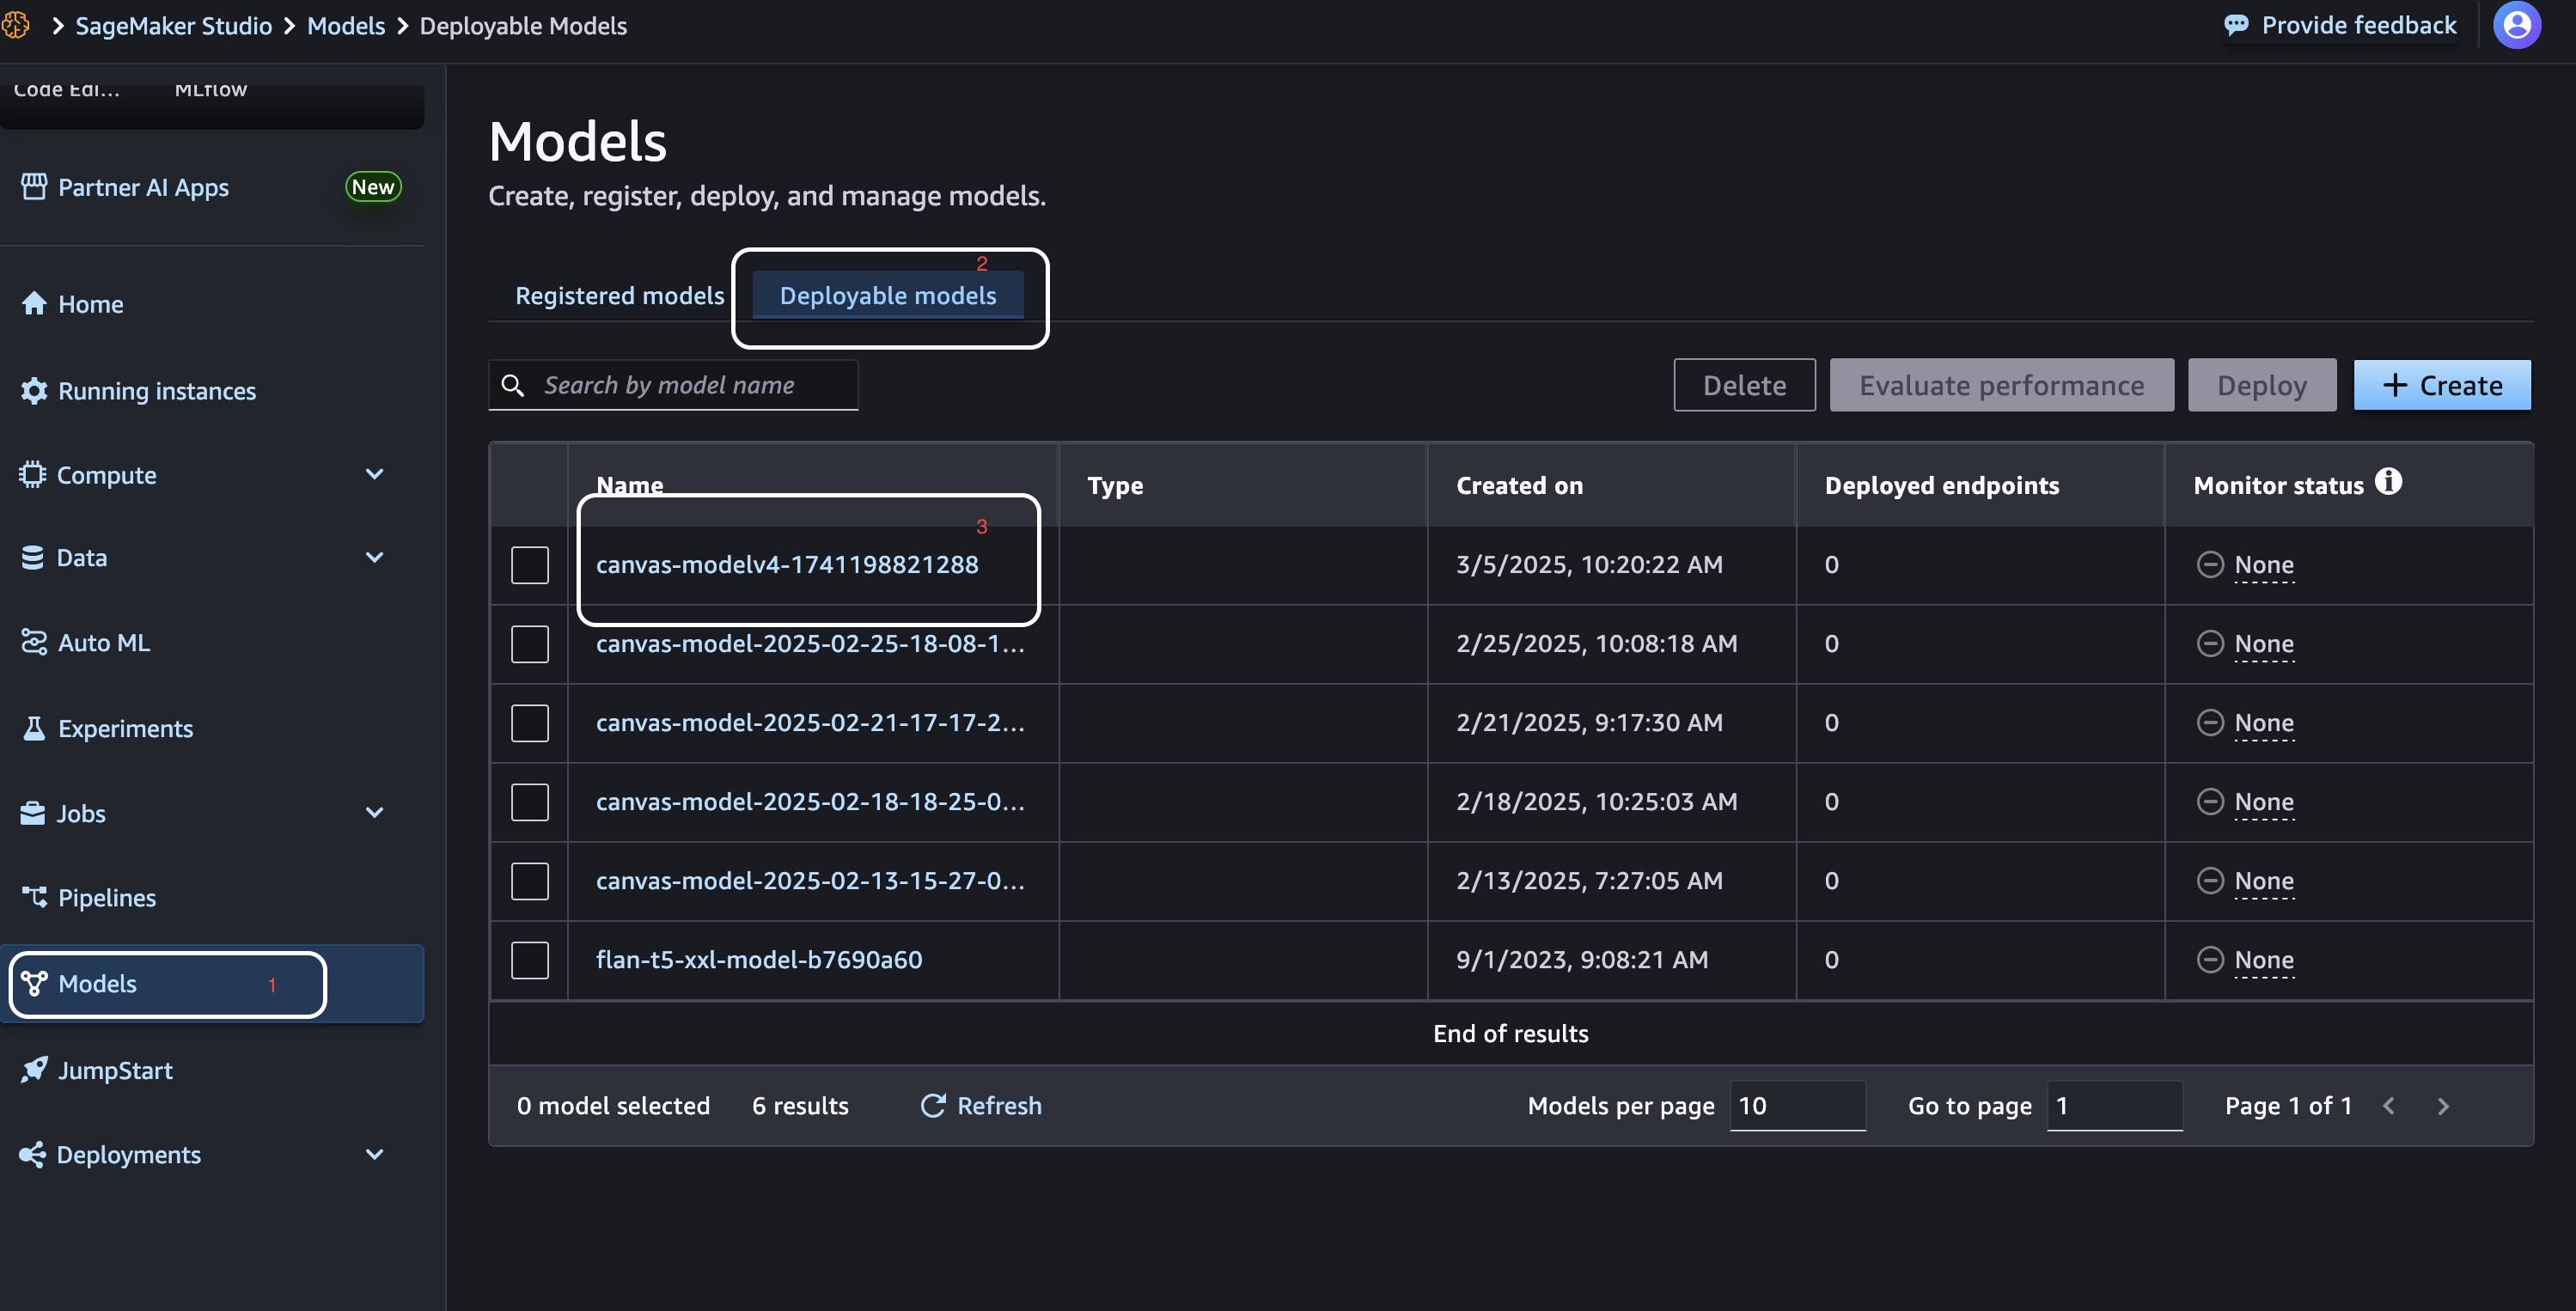 SageMaker Studio > Models > Deployable Models
Provide feedback
Code Edi... MLflow
Partner AI Apps New
Home
Running instances
Compute
Data
Auto ML
Experiments
Jobs
Pipelines
Models 1
JumpStart
Deployments
Models
Create, register, deploy, and manage models.
2
Registered models Deployable models
Search by model name Delete Evaluate performance Deploy + Create
Name Type Created on Deployed endpoints Monitor status
3
canvas-modelv4-1741198821288 3/5/2025, 10:20:22 AM 0 None
canvas-model-2025-02-25-18-08-1... 2/25/2025, 10:08:18 AM 0 None
canvas-model-2025-02-21-17-17-2... 2/21/2025, 9:17:30 AM 0 None
canvas-model-2025-02-18-18-25-0... 2/18/2025, 10:25:03 AM 0 None
canvas-model-2025-02-13-15-27-0... 2/13/2025, 7:27:05 AM 0 None
flan-t5-xxl-model-b7690a60 9/1/2023, 9:08:21 AM 0 None
End of results
0 model selected 6 results Refresh Models per page 10 Go to page 1 Page 1 of 1